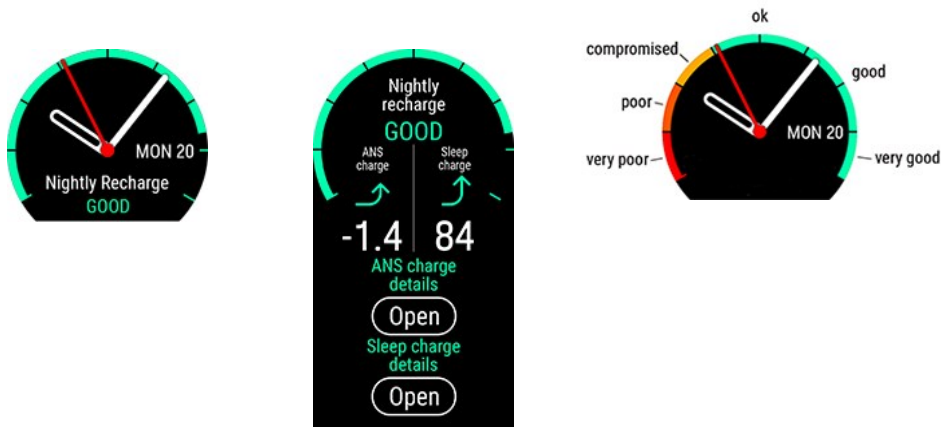 MON 20
Nightly Recharge
GOOD
Nightly
recharge
GOOD
ANS
charge
Sleep
charge
-1.4
84
ANS charge
details
Open
Sleep charge
details
Open
ok
compromised
good
poor
MON 20
very poor
very good